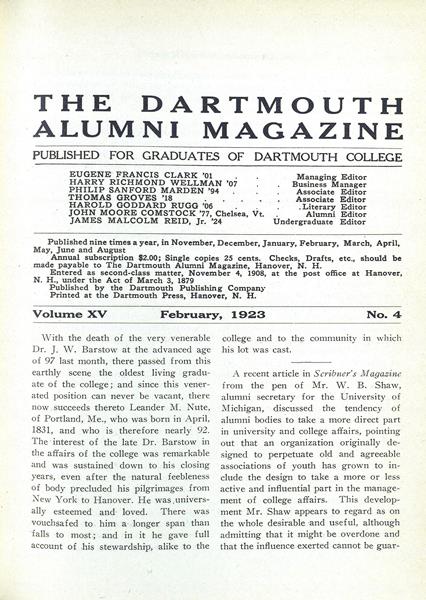 THE DARTMOUTH
ALUMNI MAGAZINE
PUBLISHED FOR GRADUATES OF DARTMOUTH COLLEGE
EUGENE FRANCIS CLARK '01 . . Managing Editor
HARRY RICHMOND WELLMAN '07 . . Business Manager
PHILIP SANFORD MARDEN '94 . . Associate Editor
THOMAS GROVES '18 . . . Associate Editor
HAROLD GODDARD RUGG '06 . . . Literary Editor
JOHN MOORE COMSTOCK '77, Chelsea, Vt. . Alumni Editor
JAMES MALCOLM REID, Jr. '24 Undergraduate Editor
Published nine times a year, in November, December, January, February, March, April,
May, June and August
Annual subscription $2.00; Single copies 25 cents. Checks, Drafts, etc., should be
made payable to The Dartmouth Alumni Magazine, Hanover, N. H.
Entered as second-class matter, November 4, 1908, at the post office at Hanover,
N. H., under the Act of March 3, 1879
Published by the Dartmouth Publishing Company
Printed at the Dartmouth Press, Hanover, N. H.
Volume XV February, 1923 No. 4
With the death of the very venerable
Dr. J. W. Barstow at the advanced age
of 97 last month, there passed from this
earthly scene the oldest living gradu-
ate of the college; and since this vener-
ated position can never be vacant, there
now succeeds thereto Leander M. Nute,
of Portland, Me., who was born in April,
1831, and who is therefore nearly 92.
The interest of the late Dr. Barstow in
the affairs of the college was remarkable
and was sustained down to his closing
years, even after the natural feebleness
of body precluded his pilgrimages from
New York to Hanover. He was univers-
ally esteemed and loved. There was
vouchsafed to him a longer span than
falls to most; and in it he gave full
account of his stewardship, alike to the
college and to the community in which
his lot was cast.
A recent article in Scribner's Magazine
from the pen of Mr. W. B. Shaw,
alumni secretary for the University of
Michigan, discussed the tendency of
alumni bodies to take a more direct part
in university and college affairs, pointing
out that an organization originally de-
signed to perpetuate old and agreeable
associations of youth has grown to in-
clude the design to take a more or less
active and influential part in the manage-
ment of college affairs. This develop-
ment Mr. Shaw appears to regard as on
the whole desirable and useful, although
admitting that it might be overdone and
that the influence exerted cannot be guar-